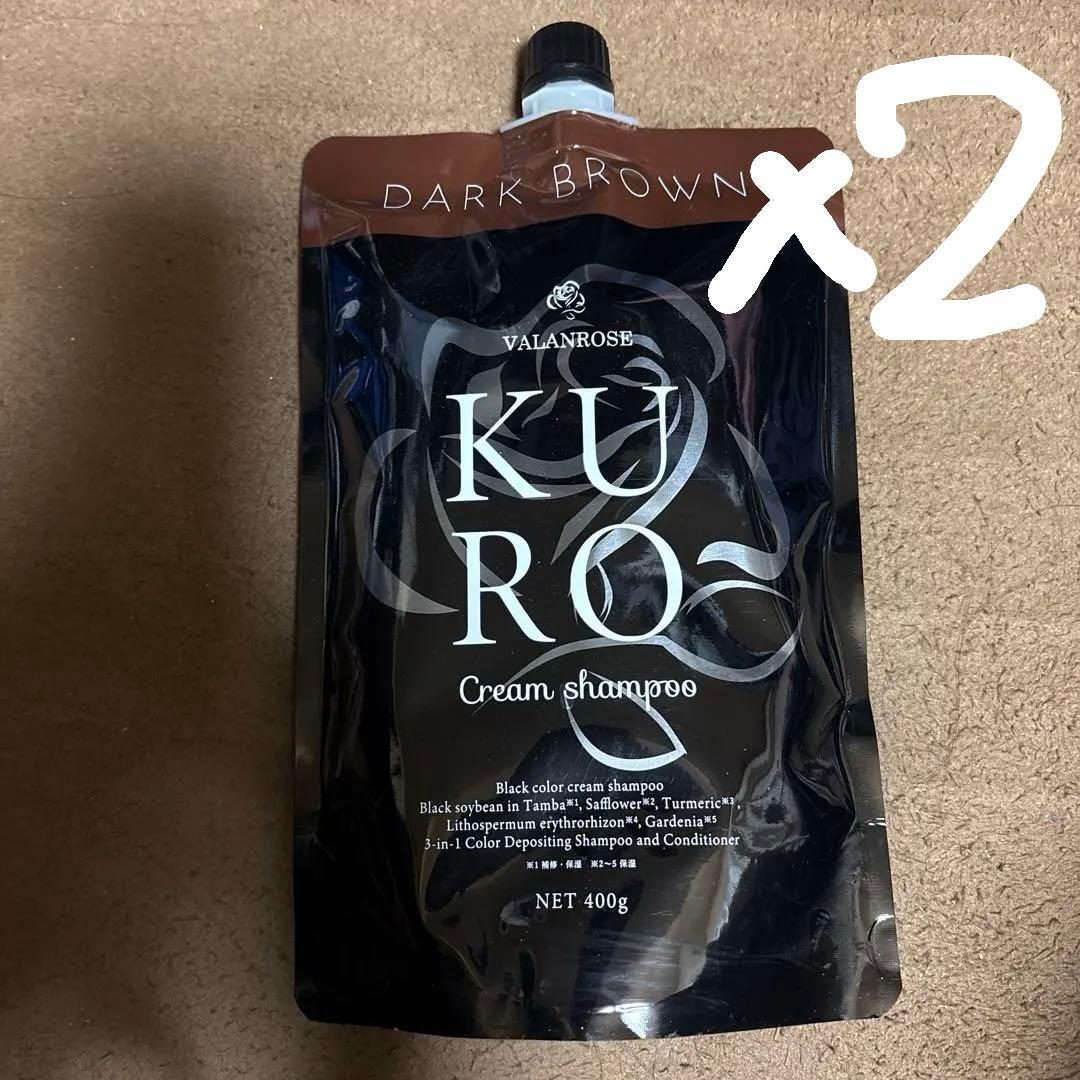 DARK BROWN
×2
VALANROSE
KU
RO
Cream shampoo
Black color cream shampoo
Black soybean in Tamba※1, Safflower※2, Turmeric※3,
Lithospermum erythrorhizon※4, Gardenia※5
3-in-1 Color Depositing Shampoo and Conditioner
※1 補修・保湿 ※2〜5 保湿
NET 400g